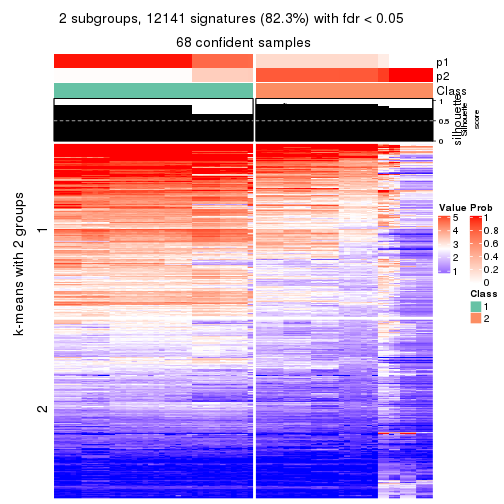 2 subgroups, 12141 signatures (82.3%) with fdr < 0.05
68 confident samples
p1
p2
Class
1
0.5
0
silhouette
Silhouette
score
k-means with 2 groups
1
2
Value
5
4
3
2
1
Prob
1
0.8
0.6
0.4
0.2
0
Class
1
2